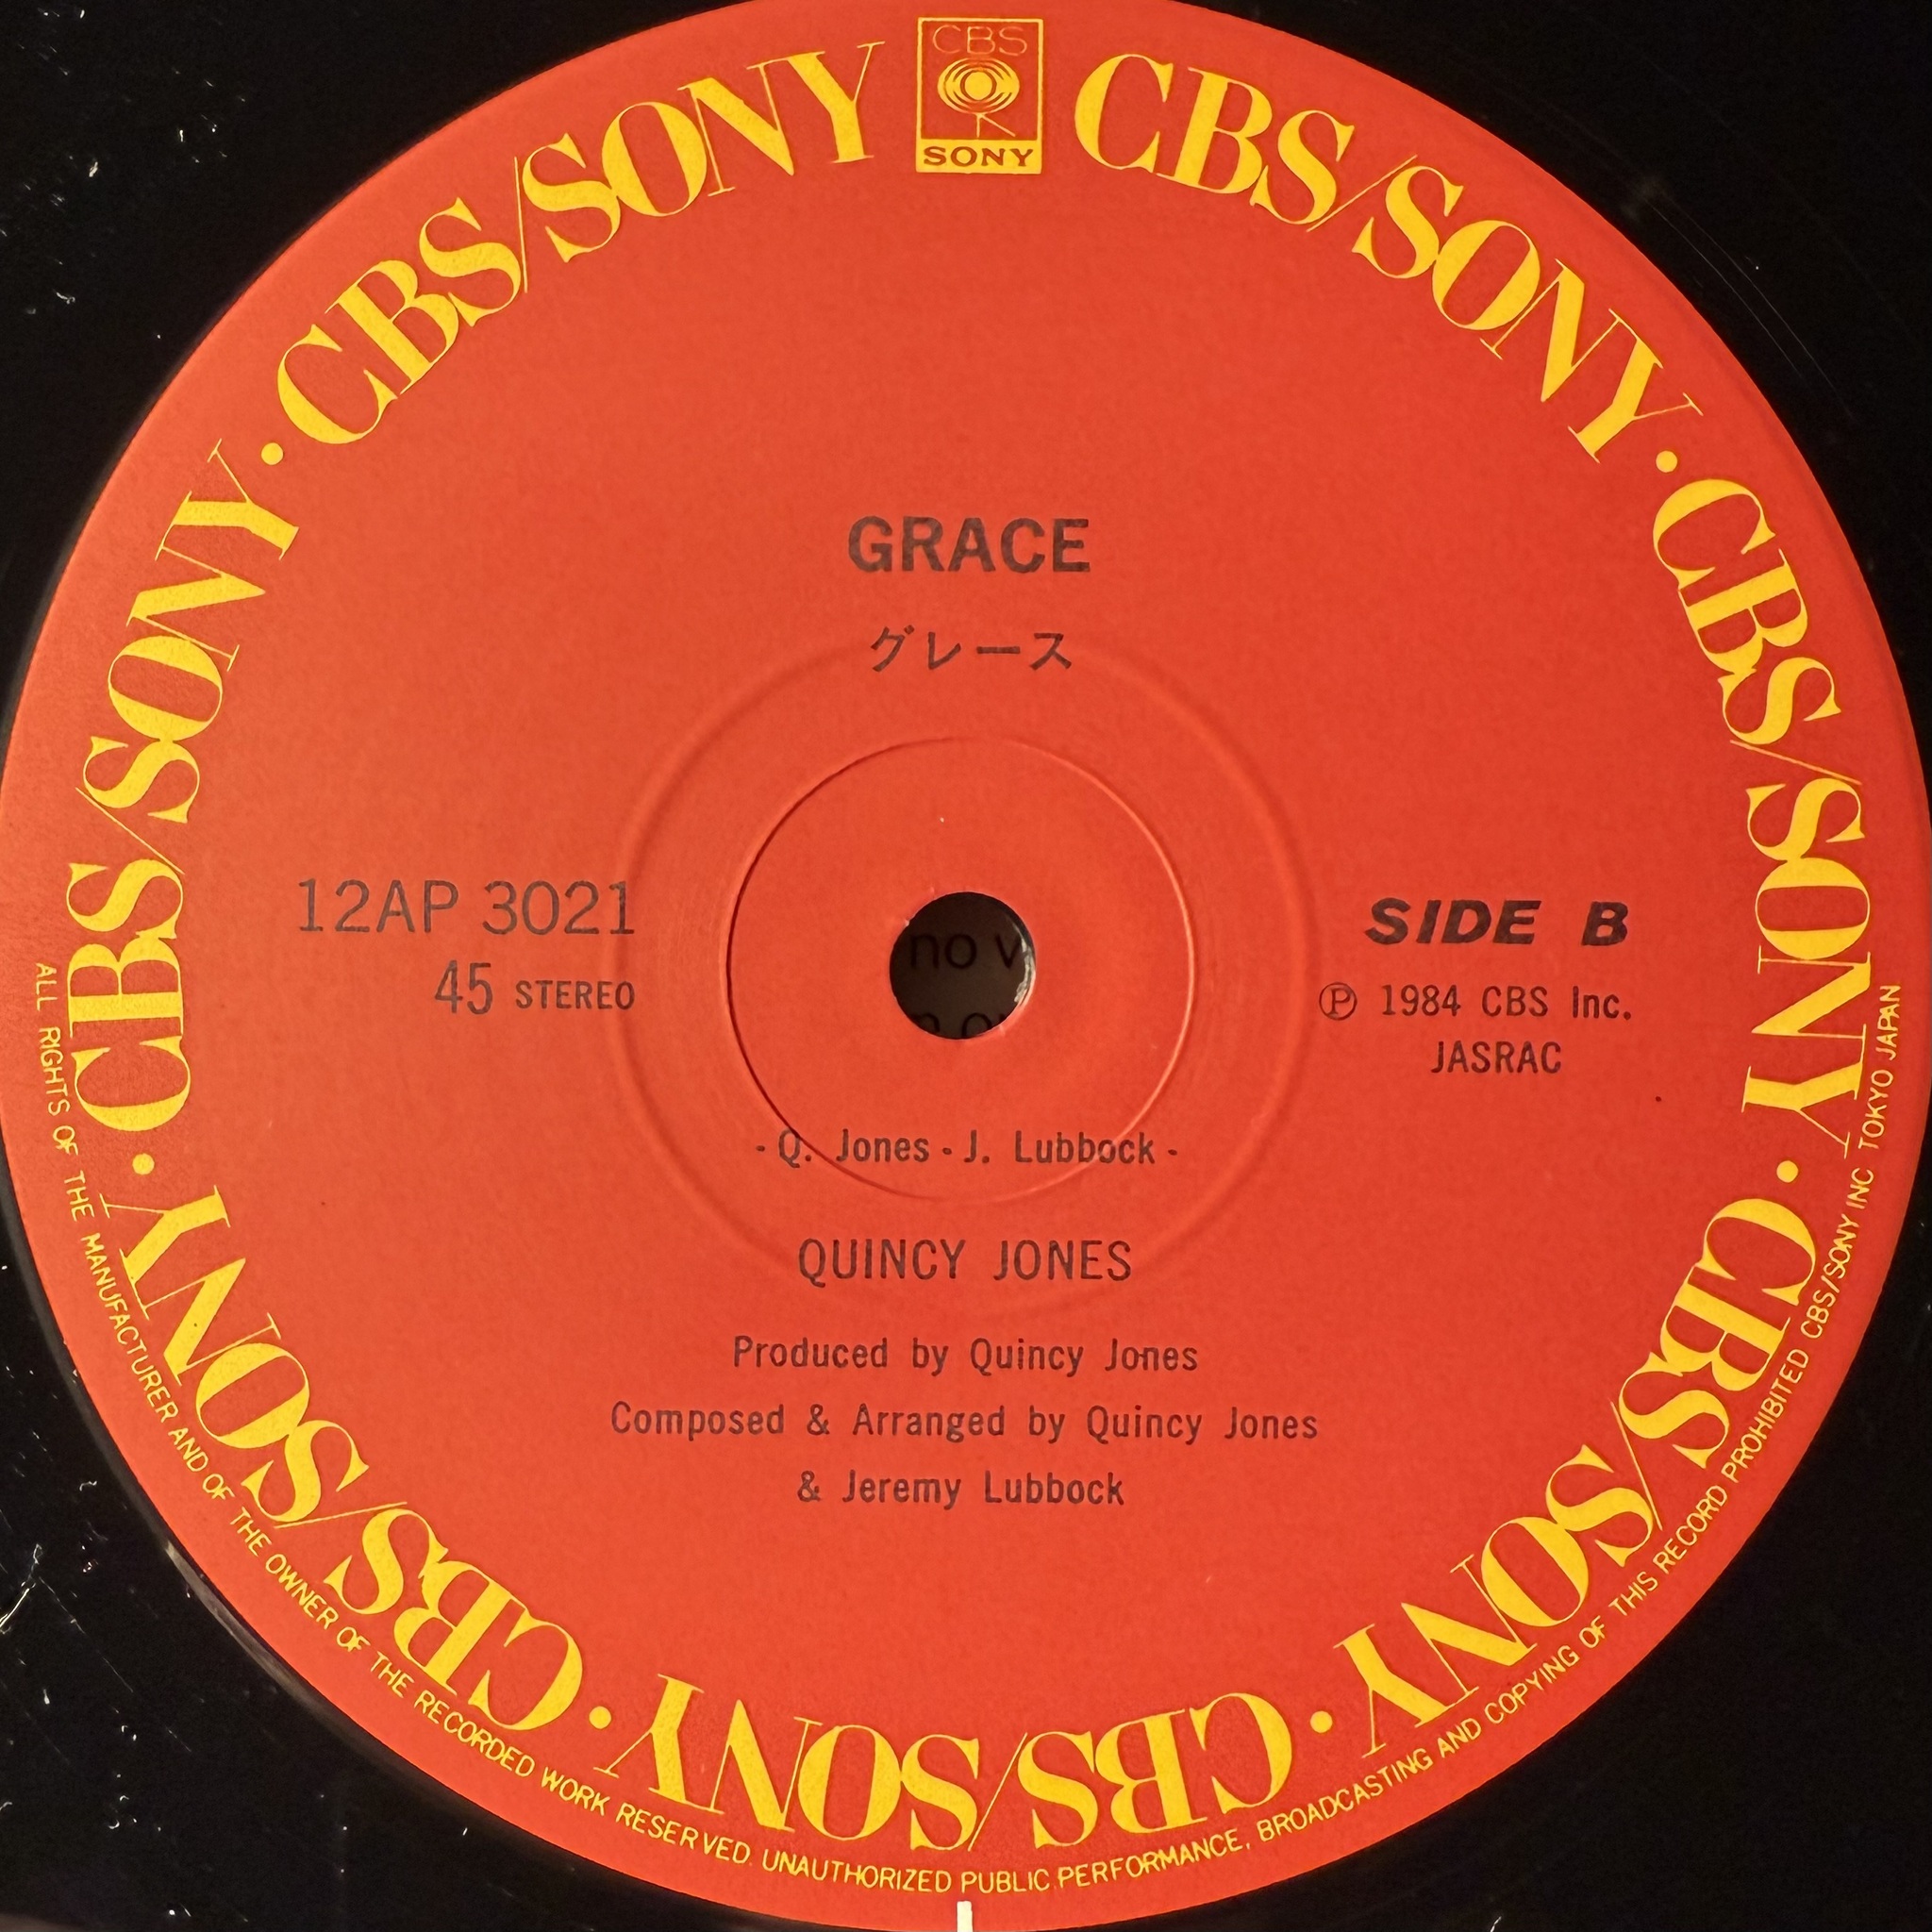 CBS
SONY
CBS/SONY · CBS/SONY · CBS/SONY · CBS/SONY · CBS/SONY · CBS/SONY · CBS/SONY
GRACE
グレース
12AP 3021
45 STEREO
SIDE B
Ⓟ 1984 CBS Inc.
JASRAC
no
- Q. Jones - J. Lubbock -
QUINCY JONES
Produced by Quincy Jones
Composed & Arranged by Quincy Jones
& Jeremy Lubbock
ALL RIGHTS OF THE MANUFACTURER AND OF THE OWNER OF THE RECORDED WORK RESERVED. UNAUTHORIZED PUBLIC PERFORMANCE, BROADCASTING AND COPYING OF THIS RECORD PROHIBITED CBS/SONY INC TOKYO JAPAN